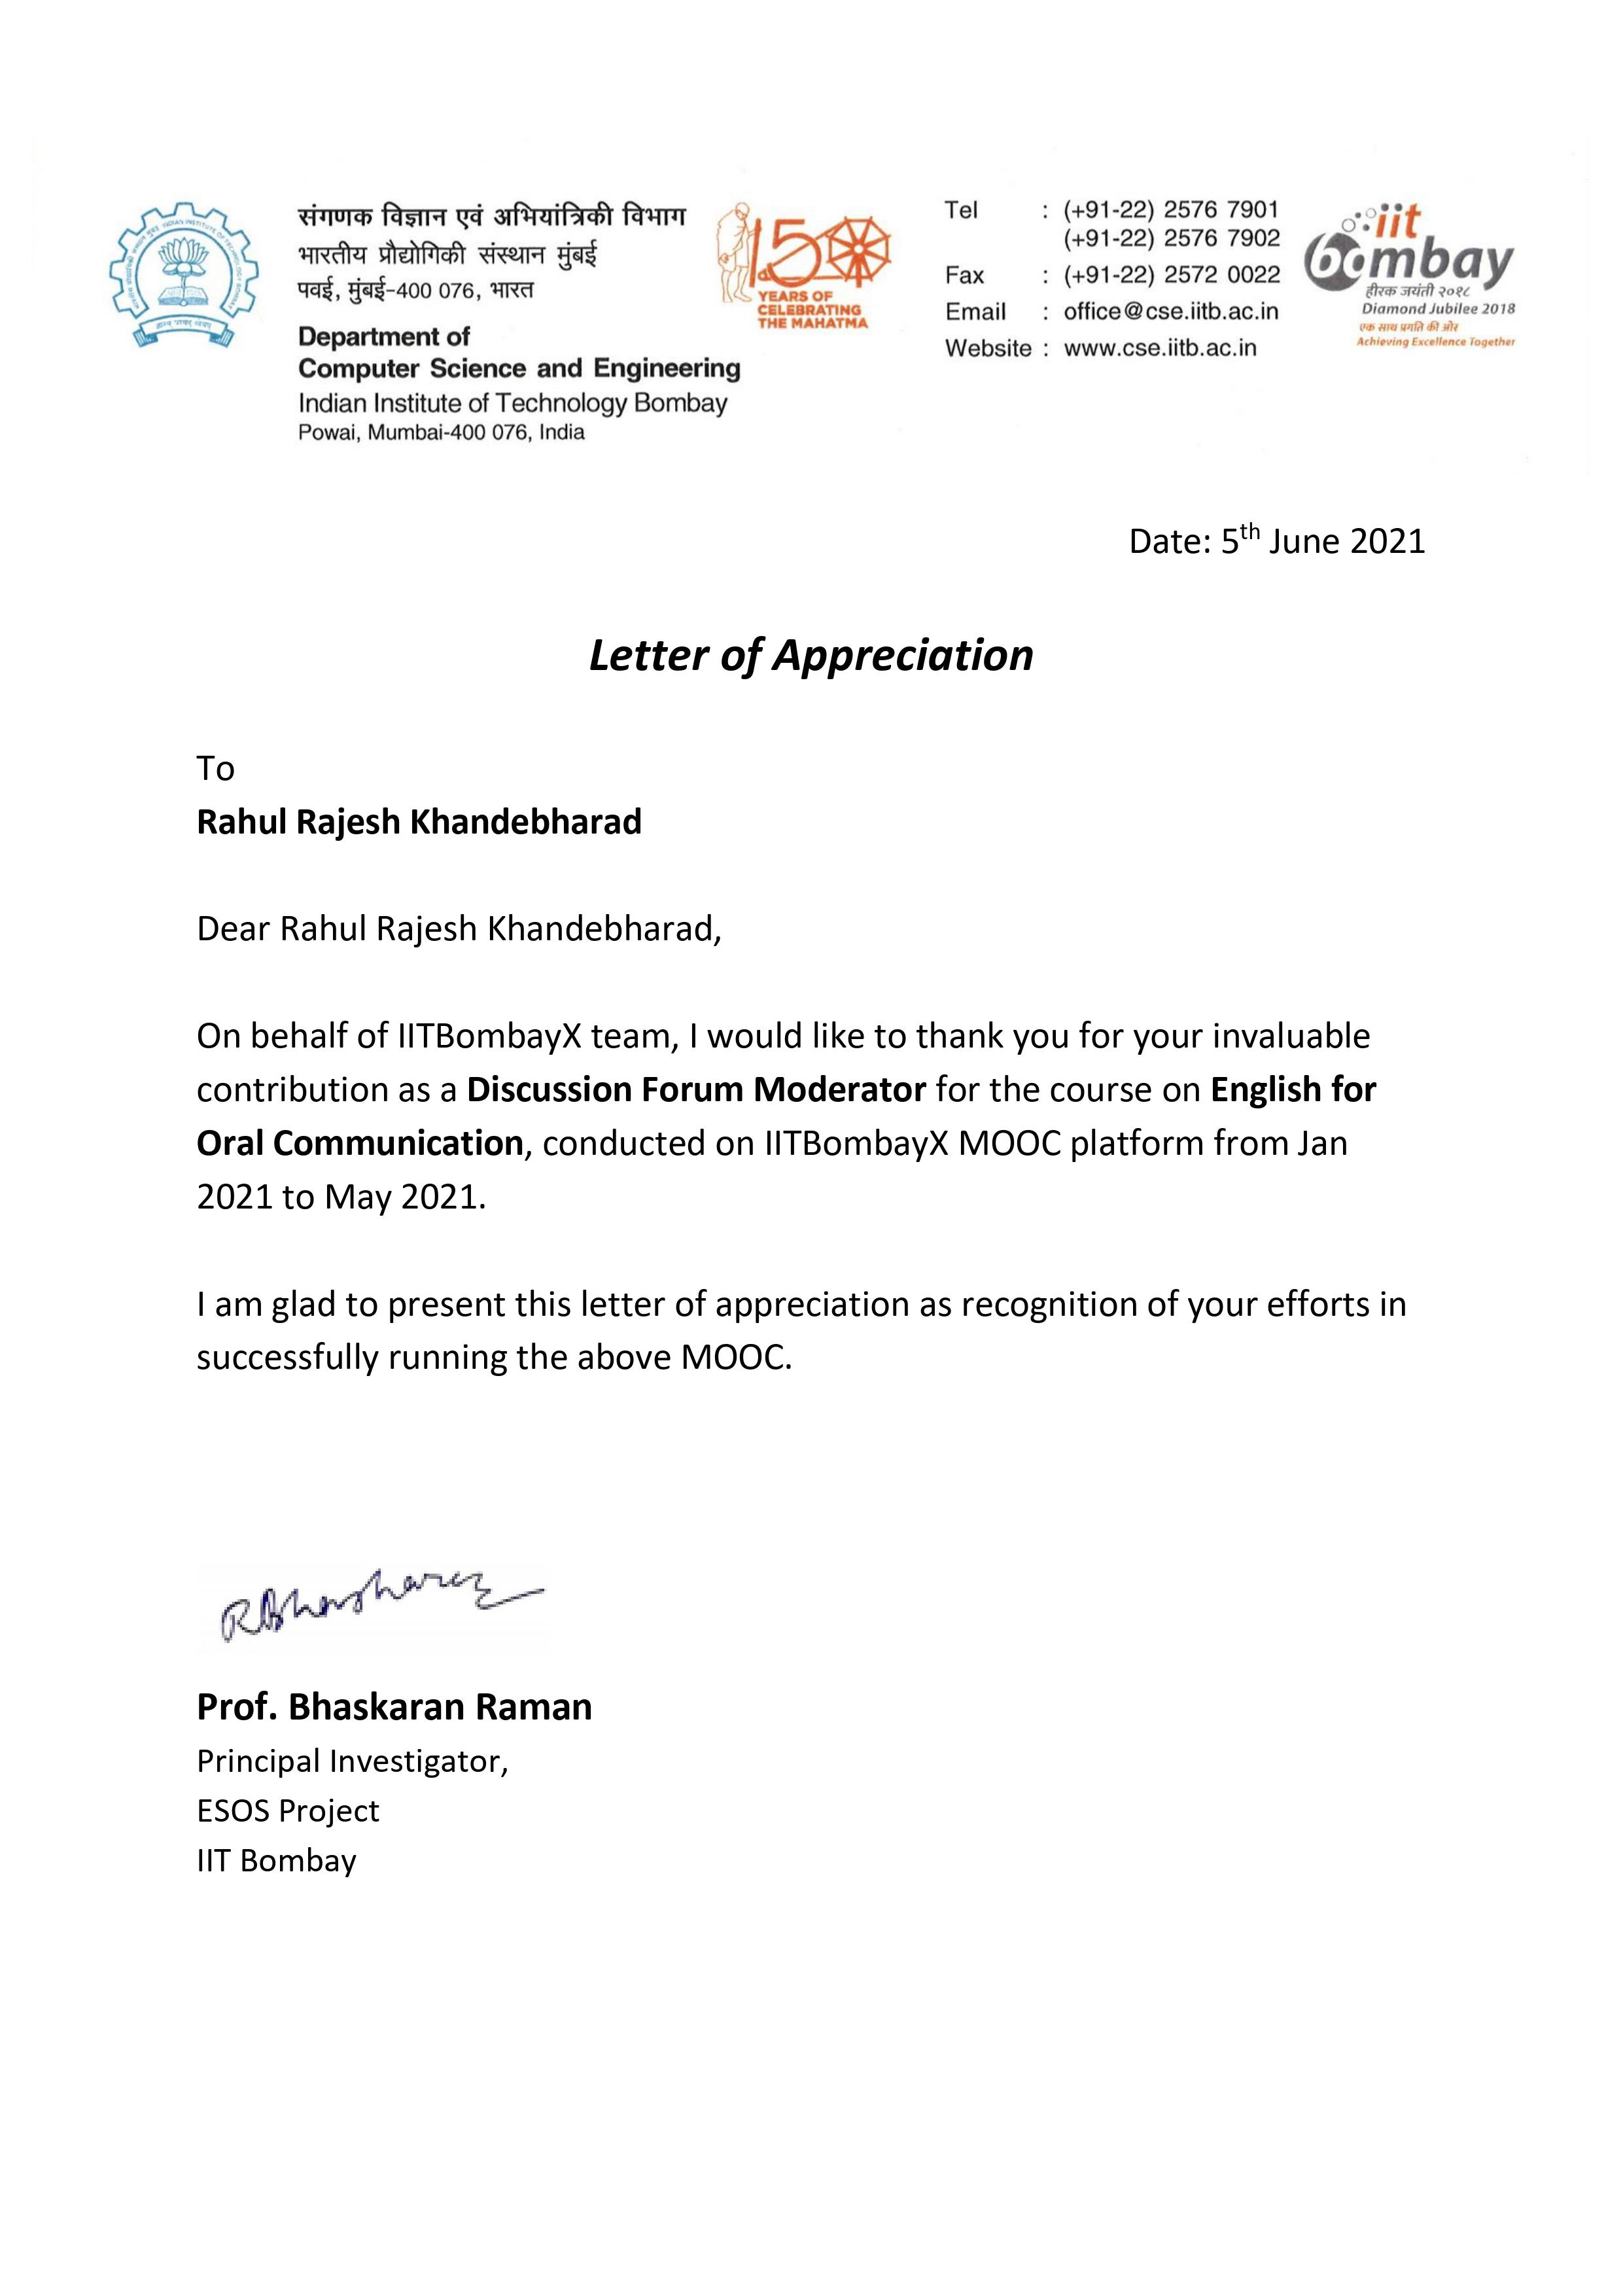 संगणक विज्ञान एवं अभियांत्रिकी विभाग
भारतीय प्रौद्योगिकी संस्थान मुंबई
पवई, मुंबई-400 076, भारत
Department of
Computer Science and Engineering
Indian Institute of Technology Bombay
Powai, Mumbai-400 076, India
150
YEARS OF
CELEBRATING
THE MAHATMA
Tel : (+91-22) 2576 7901
(+91-22) 2576 7902
Fax : (+91-22) 2572 0022
Email : office@cse.iitb.ac.in
Website : www.cse.iitb.ac.in
iit
bombay
हीरक जयंती २०१८
Diamond Jubilee 2018
एक साथ प्रगति की ओर
Achieving Excellence Together
Date: 5th June 2021
Letter of Appreciation
To
Rahul Rajesh Khandebharad
Dear Rahul Rajesh Khandebharad,
On behalf of IITBombayX team, I would like to thank you for your invaluable
contribution as a Discussion Forum Moderator for the course on English for
Oral Communication, conducted on IITBombayX MOOC platform from Jan
2021 to May 2021.
I am glad to present this letter of appreciation as recognition of your efforts in
successfully running the above MOOC.
Prof. Bhaskaran Raman
Principal Investigator,
ESOS Project
IIT Bombay